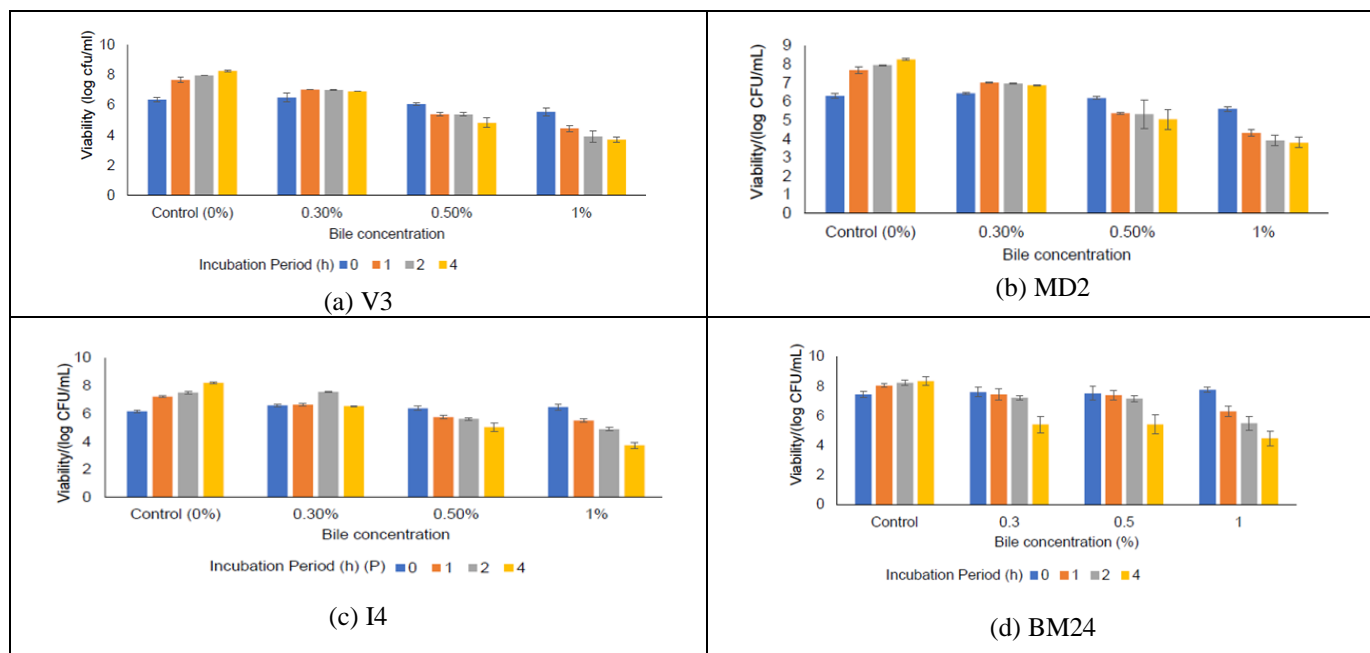 Viability (log cfu/ml)
10
8
6
4
2
0
Control (0%) 0.30% 0.50% 1%
Bile concentration
Incubation Period (h) 0 1 2 4
(a) V3
Viability/(log CFU/mL)
9
8
7
6
5
4
3
2
1
0
Control (0%) 0.30% 0.50% 1%
Bile concentration
Incubation Period (h) 0 1 2 4
(b) MD2
Viability/(log CFU/mL)
10
8
6
4
2
0
Control (0%) 0.30% 0.50% 1%
Bile concentration
Incubation Period (h) (P) 0 1 2 4
(c) I4
Viability/(log CFU/mL)
10
8
6
4
2
0
Control 0.3 0.5 1
Bile concentration (%)
Incubation Period (h) 0 1 2 4
(d) BM24